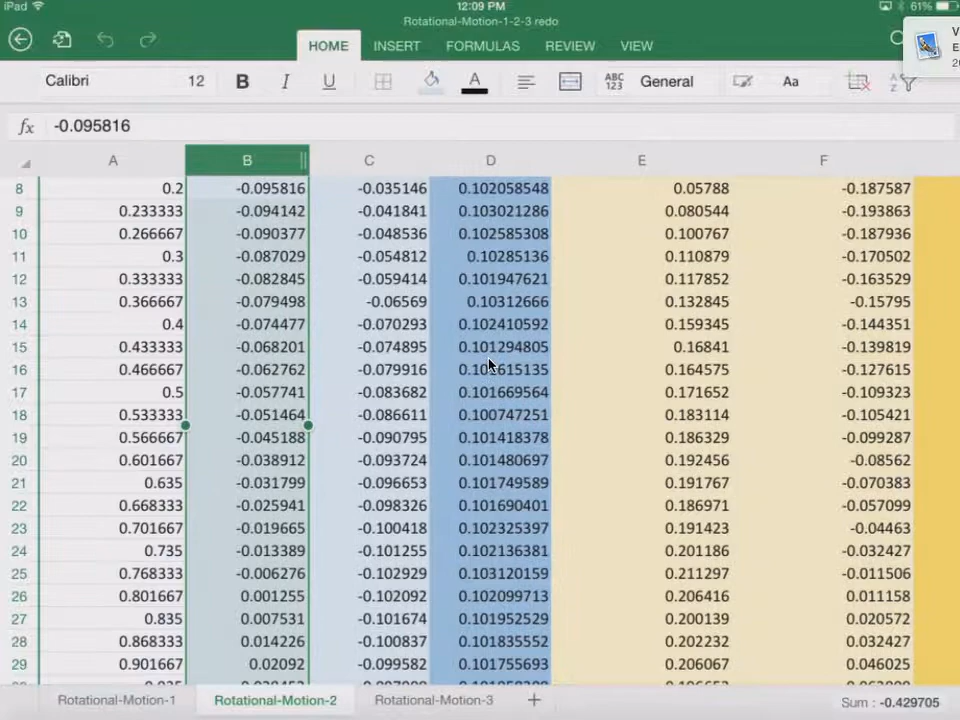 iPad 12:09 PM 61%
Rotational-Motion-1-2-3 redo
HOME INSERT FORMULAS REVIEW VIEW
Calibri 12 B I U A ABC 123 General Aa A Z
fx -0.095816
A B C D E F
8 0.2 -0.095816 -0.035146 0.102058548 0.05788 -0.187587
9 0.233333 -0.094142 -0.041841 0.103021286 0.080544 -0.193863
10 0.266667 -0.090377 -0.048536 0.102585308 0.100767 -0.187936
11 0.3 -0.087029 -0.054812 0.10285136 0.110879 -0.170502
12 0.333333 -0.082845 -0.059414 0.101947621 0.117852 -0.163529
13 0.366667 -0.079498 -0.06569 0.10312666 0.132845 -0.15795
14 0.4 -0.074477 -0.070293 0.102410592 0.159345 -0.144351
15 0.433333 -0.068201 -0.074895 0.101294805 0.16841 -0.139819
16 0.466667 -0.062762 -0.079916 0.101615135 0.164575 -0.127615
17 0.5 -0.057741 -0.083682 0.101669564 0.171652 -0.109323
18 0.533333 -0.051464 -0.086611 0.100747251 0.183114 -0.105421
19 0.566667 -0.045188 -0.090795 0.101418378 0.186329 -0.099287
20 0.601667 -0.038912 -0.093724 0.101480697 0.192456 -0.08562
21 0.635 -0.031799 -0.096653 0.101749589 0.191767 -0.070383
22 0.668333 -0.025941 -0.098326 0.101690401 0.186971 -0.057099
23 0.701667 -0.019665 -0.100418 0.102325397 0.191423 -0.04463
24 0.735 -0.013389 -0.101255 0.102136381 0.201186 -0.032427
25 0.768333 -0.006276 -0.102929 0.103120159 0.211297 -0.011506
26 0.801667 0.001255 -0.102092 0.102099713 0.206416 0.011158
27 0.835 0.007531 -0.101674 0.101952529 0.200139 0.020572
28 0.868333 0.014226 -0.100837 0.101835552 0.202232 0.032427
29 0.901667 0.02092 -0.099582 0.101755693 0.206067 0.046025
Rotational-Motion-1 Rotational-Motion-2 Rotational-Motion-3 + Sum : -0.429705